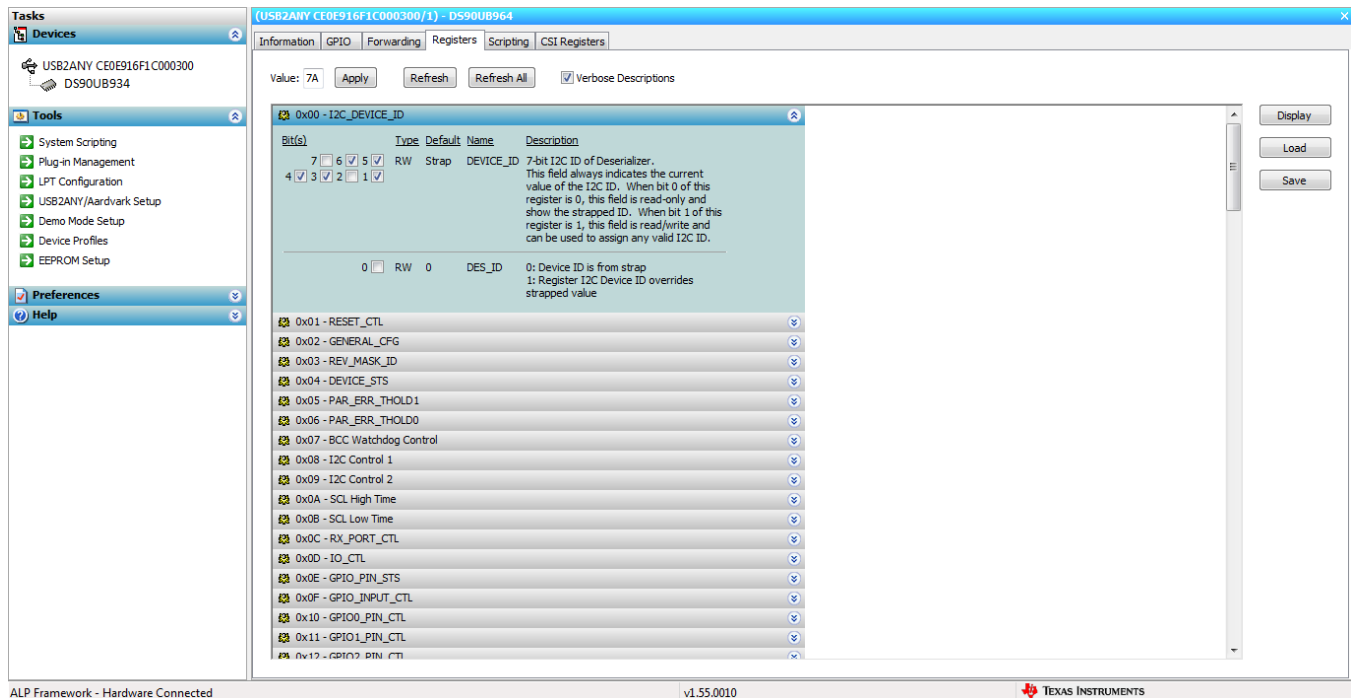 Tasks
Devices
USB2ANY CE0E916F1C000300
DS90UB934
Tools
System Scripting
Plug-in Management
LPT Configuration
USB2ANY/Aardvark Setup
Demo Mode Setup
Device Profiles
EEPROM Setup
Preferences
Help
(USB2ANY CE0E916F1C000300/1) - DS90UB964
Information GPIO Forwarding Registers Scripting CSI Registers
Value: 7A Apply Refresh Refresh All Verbose Descriptions
0x00 - I2C_DEVICE_ID
Bit(s) Type Default Name Description
7 6 5 RW Strap DEVICE_ID 7-bit I2C ID of Deserializer.
4 3 2 1 This field always indicates the current
value of the I2C ID. When bit 0 of this
register is 0, this field is read-only and
show the strapped ID. When bit 1 of this
register is 1, this field is read/write and
can be used to assign any valid I2C ID.
0 RW 0 DES_ID 0: Device ID is from strap
1: Register I2C Device ID overrides
strapped value
0x01 - RESET_CTL
0x02 - GENERAL_CFG
0x03 - REV_MASK_ID
0x04 - DEVICE_STS
0x05 - PAR_ERR_THOLD1
0x06 - PAR_ERR_THOLD0
0x07 - BCC Watchdog Control
0x08 - I2C Control 1
0x09 - I2C Control 2
0x0A - SCL High Time
0x0B - SCL Low Time
0x0C - RX_PORT_CTL
0x0D - IO_CTL
0x0E - GPIO_PIN_STS
0x0F - GPIO_INPUT_CTL
0x10 - GPIO0_PIN_CTL
0x11 - GPIO1_PIN_CTL
0x12 - GPIO2_PIN_CTL
Display
Load
Save
ALP Framework - Hardware Connected v1.55.0010 TEXAS INSTRUMENTS